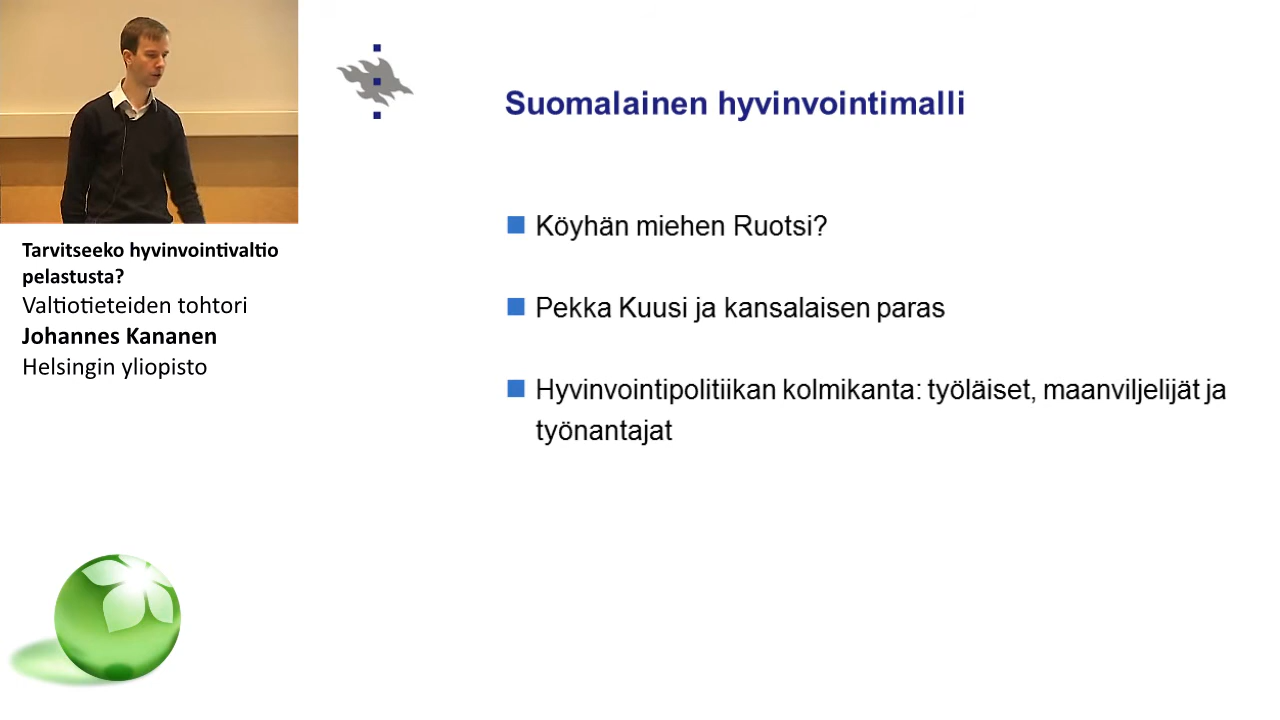 Tarvitseeko hyvinvointivaltio
pelastusta?
Valtiotieteiden tohtori
Johannes Kananen
Helsingin yliopisto
Suomalainen hyvinvointimalli
Köyhän miehen Ruotsi?
Pekka Kuusi ja kansalaisen paras
Hyvinvointipolitiikan kolmikanta: työläiset, maanviljelijät ja
työnantajat